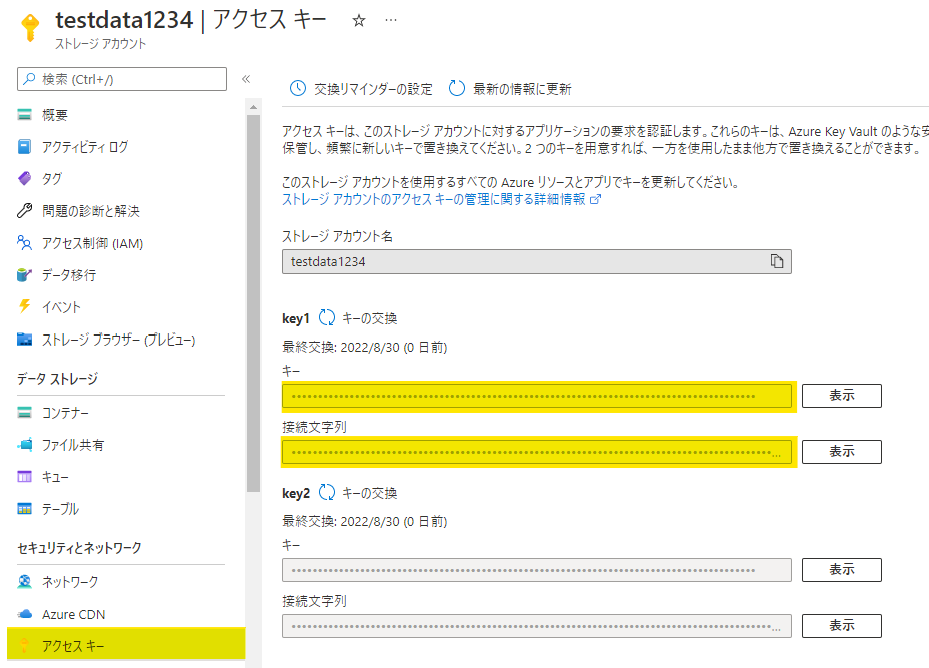 testdata1234 | アクセス キー ☆ …
ストレージ アカウント
検索 (Ctrl+/)
«
概要
アクティビティ ログ
タグ
問題の診断と解決
アクセス制御 (IAM)
データ移行
イベント
ストレージ ブラウザー (プレビュー)
データ ストレージ
コンテナー
ファイル共有
キュー
テーブル
セキュリティとネットワーク
ネットワーク
Azure CDN
アクセス キー
交換リマインダーの設定 最新の情報に更新
アクセス キーは、このストレージ アカウントに対するアプリケーションの要求を認証します。これらのキーは、Azure Key Vault のような安
保管し、頻繁に新しいキーで置き換えてください。2 つのキーを用意すれば、一方を使用したまま他方で置き換えることができます。
このストレージ アカウントを使用するすべての Azure リソースとアプリでキーを更新してください。
ストレージ アカウントのアクセス キーの管理に関する詳細情報
ストレージ アカウント名
testdata1234
key1 キーの交換
最終交換: 2022/8/30 (0 日前)
キー
表示
接続文字列
表示
key2 キーの交換
最終交換: 2022/8/30 (0 日前)
キー
表示
接続文字列
表示